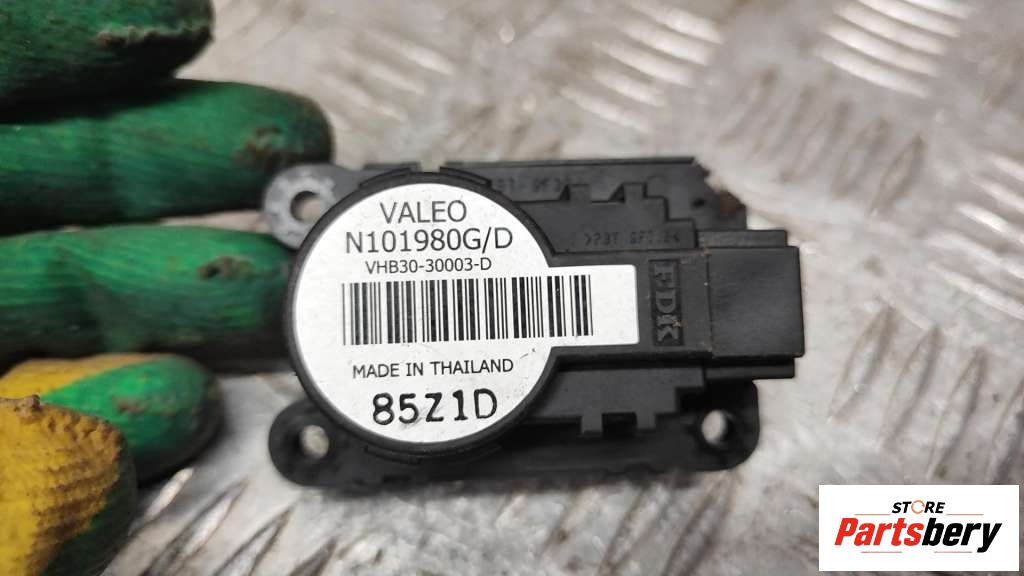 VALEO
N101980G/D
VHB30-30003-D
MADE IN THAILAND
85Z1D
FDK
STORE
Partsbery